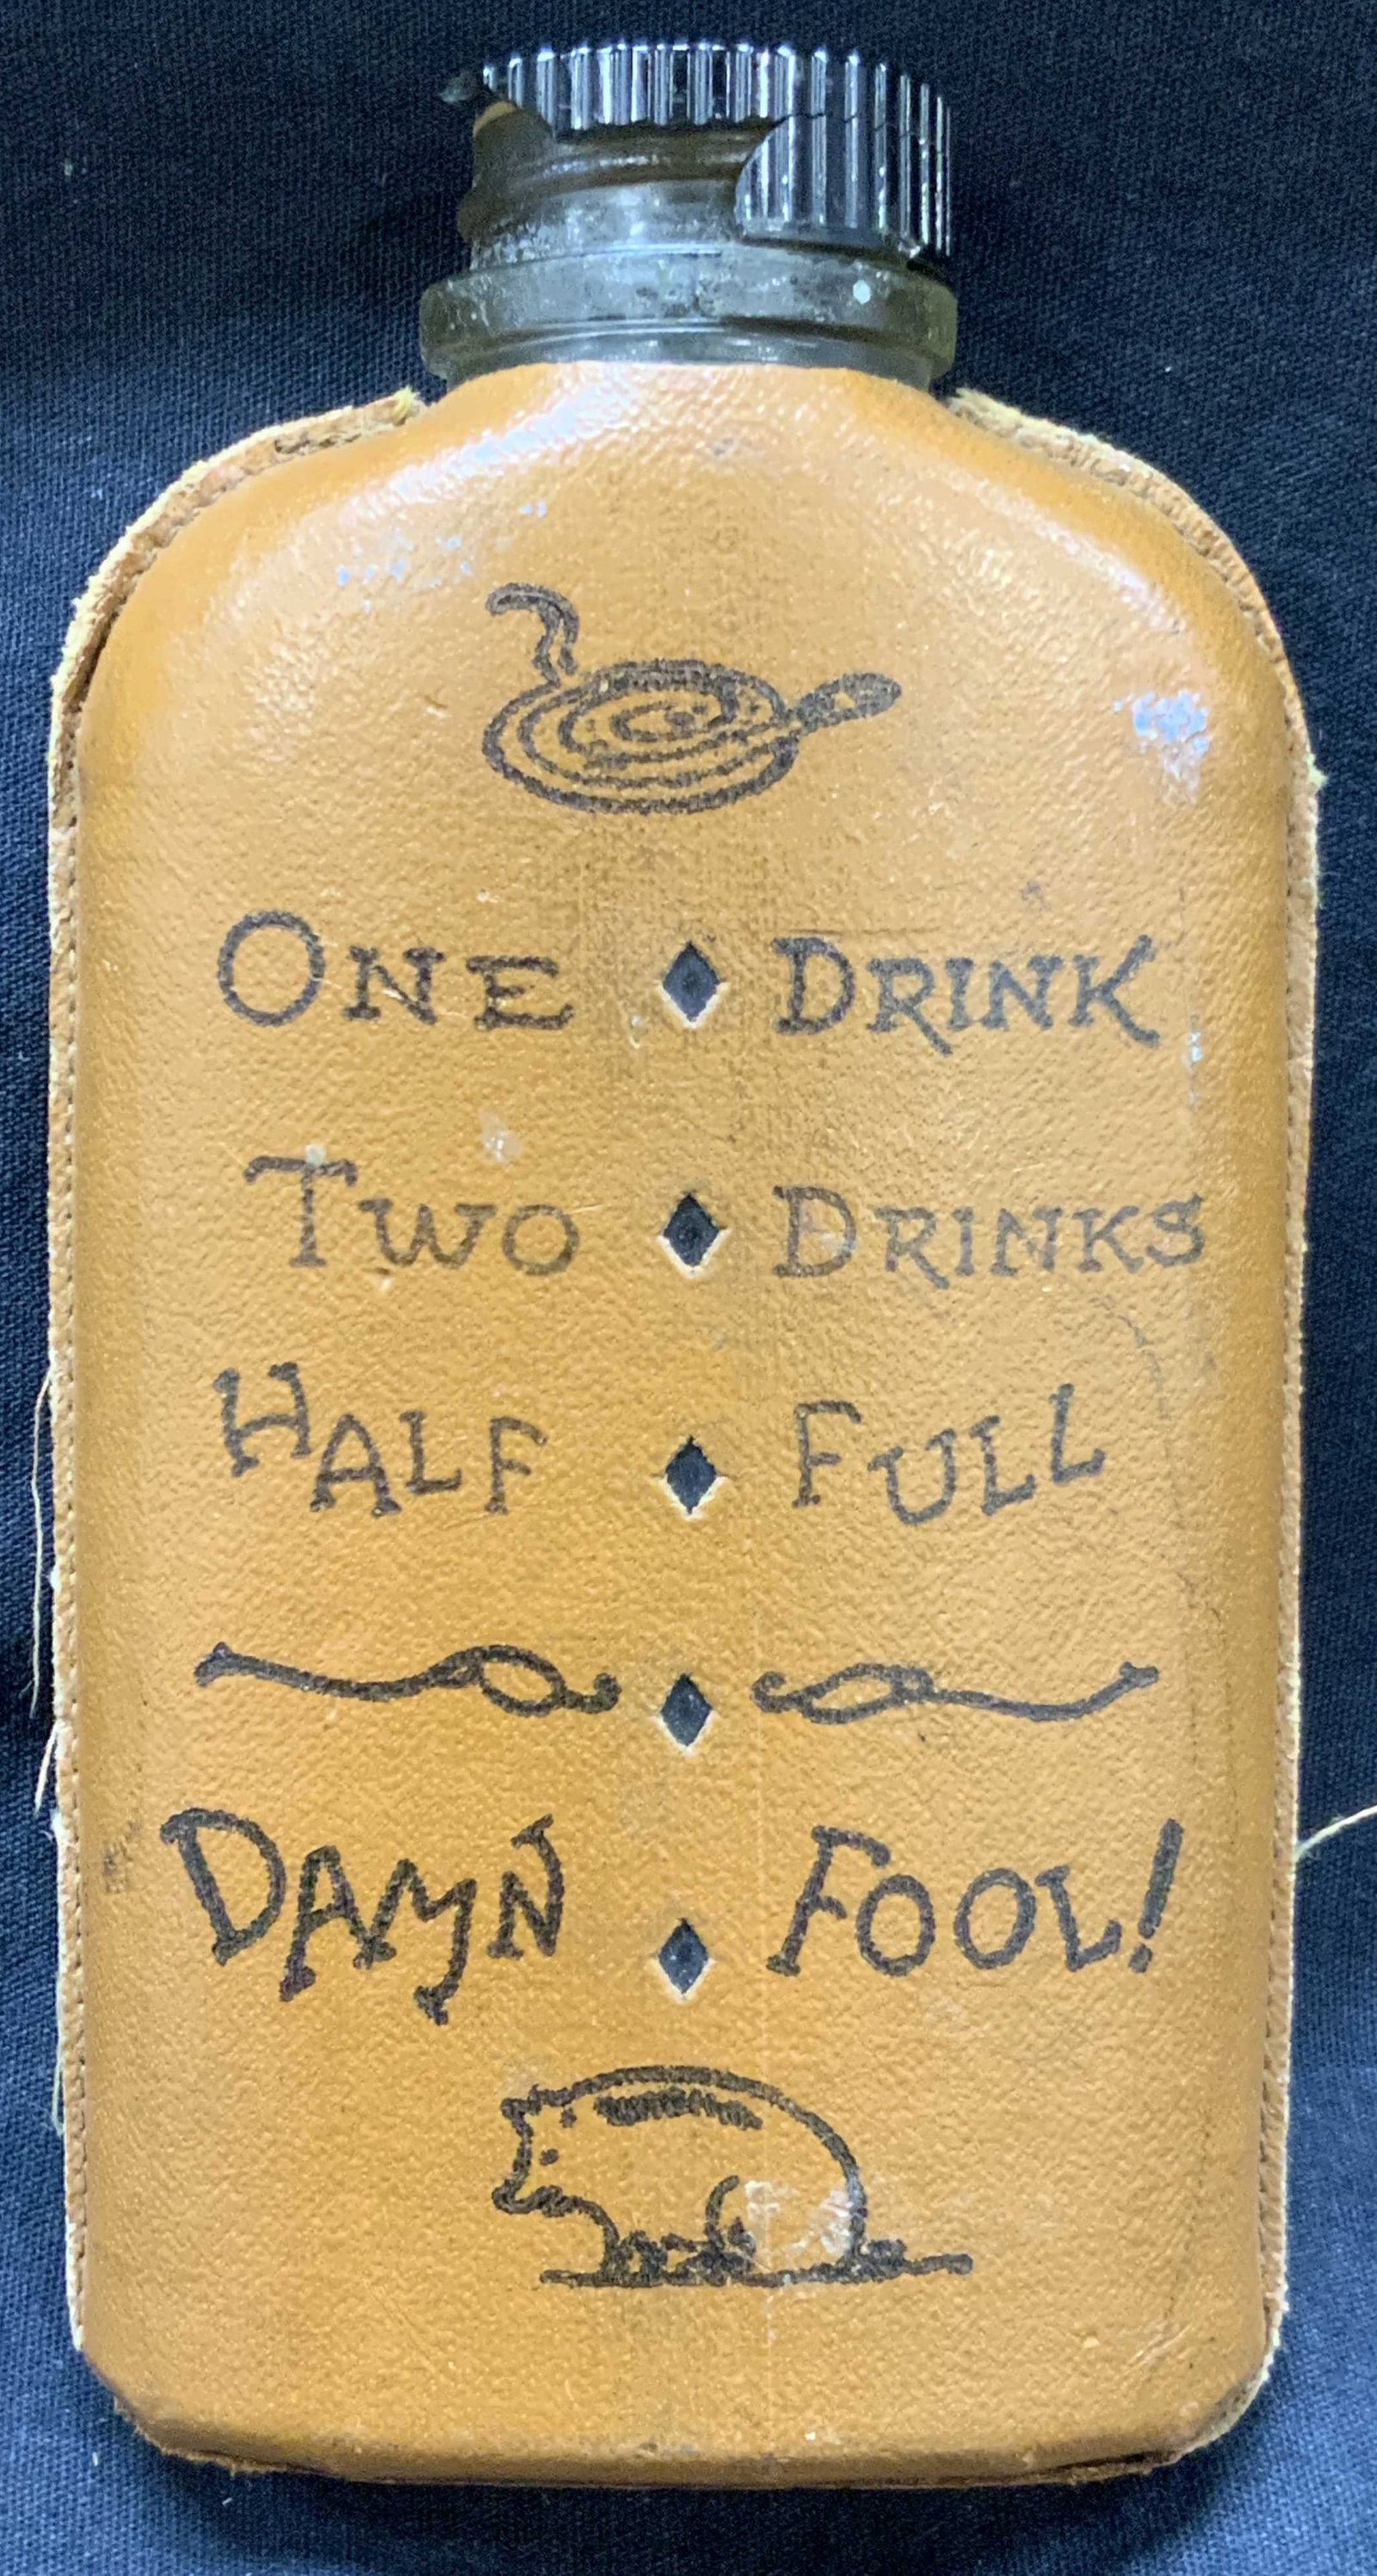 One Drink
Two Drinks
Half Full
Damn Fool!